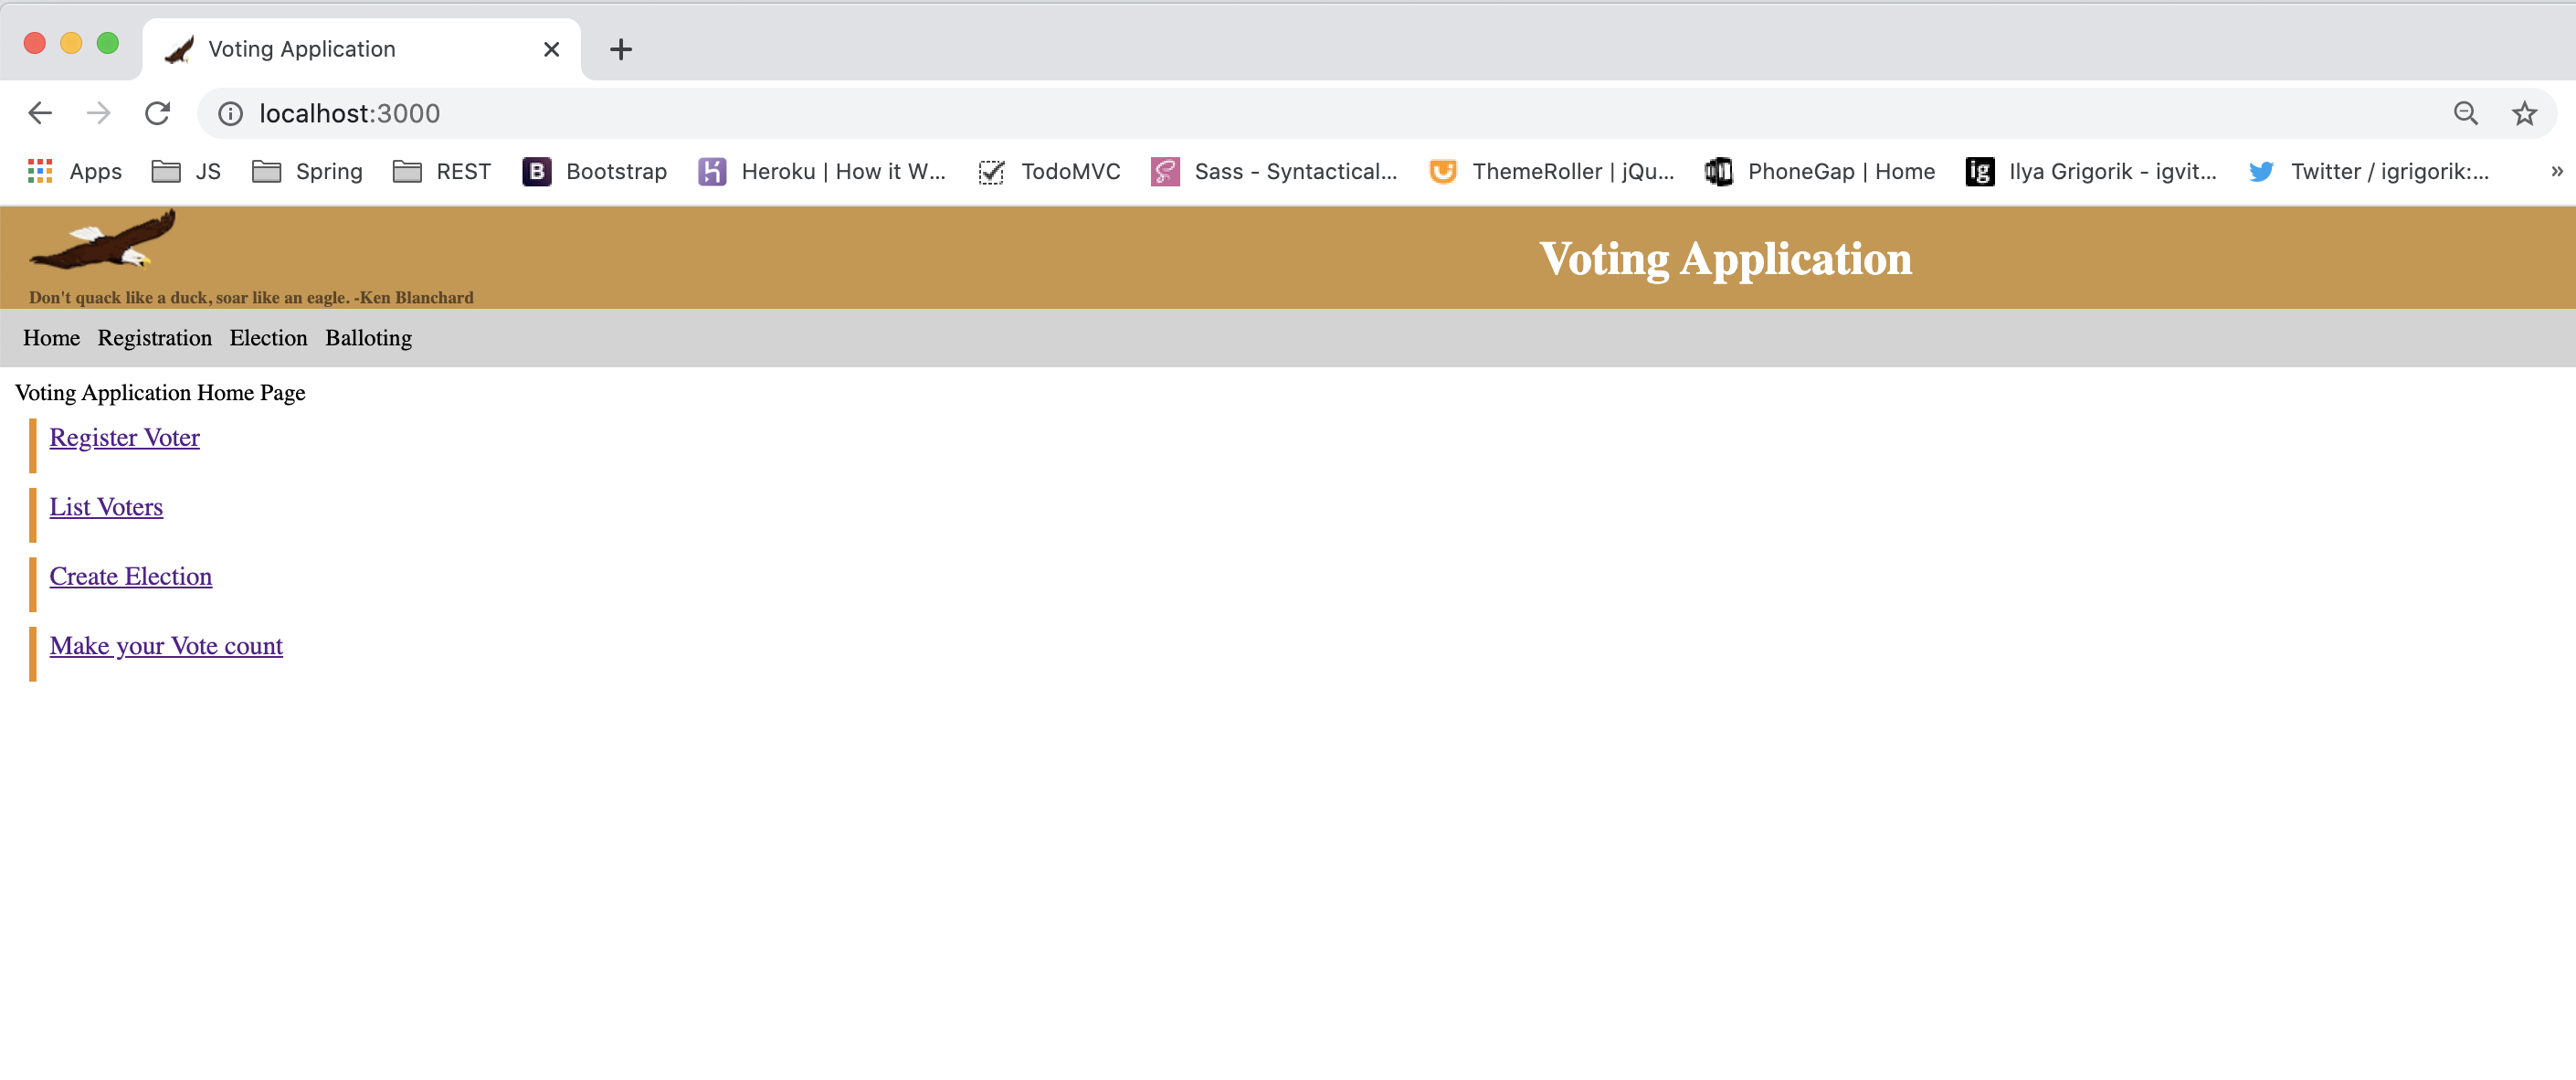 Voting Application
localhost:3000
Apps JS Spring REST B Bootstrap Heroku | How it W... TodoMVC Sass - Syntactical... ThemeRoller | jQu... PhoneGap | Home ig Ilya Grigorik - igvit... Twitter / igrigorik:... »
Voting Application
Don't quack like a duck, soar like an eagle. -Ken Blanchard
Home Registration Election Balloting
Voting Application Home Page
Register Voter
List Voters
Create Election
Make your Vote count